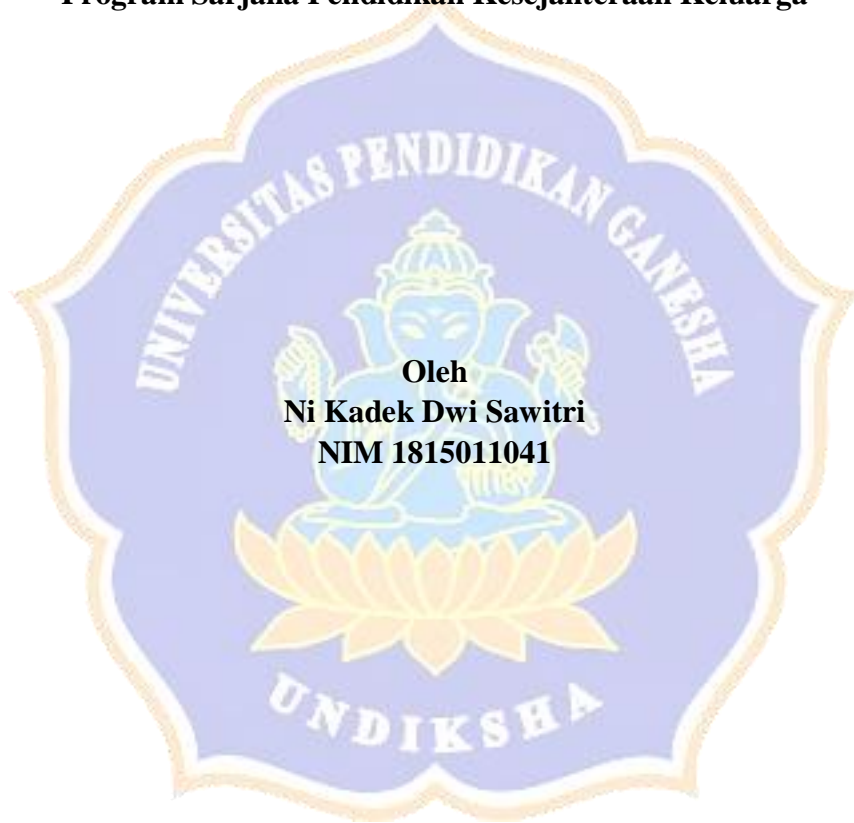 Program Sarjana Pendidikan Kesejahteraan Keluarga
UNIVERSITAS PENDIDIKAN GANESHA
Oleh
Ni Kadek Dwi Sawitri
NIM 1815011041
UNDIKSHA